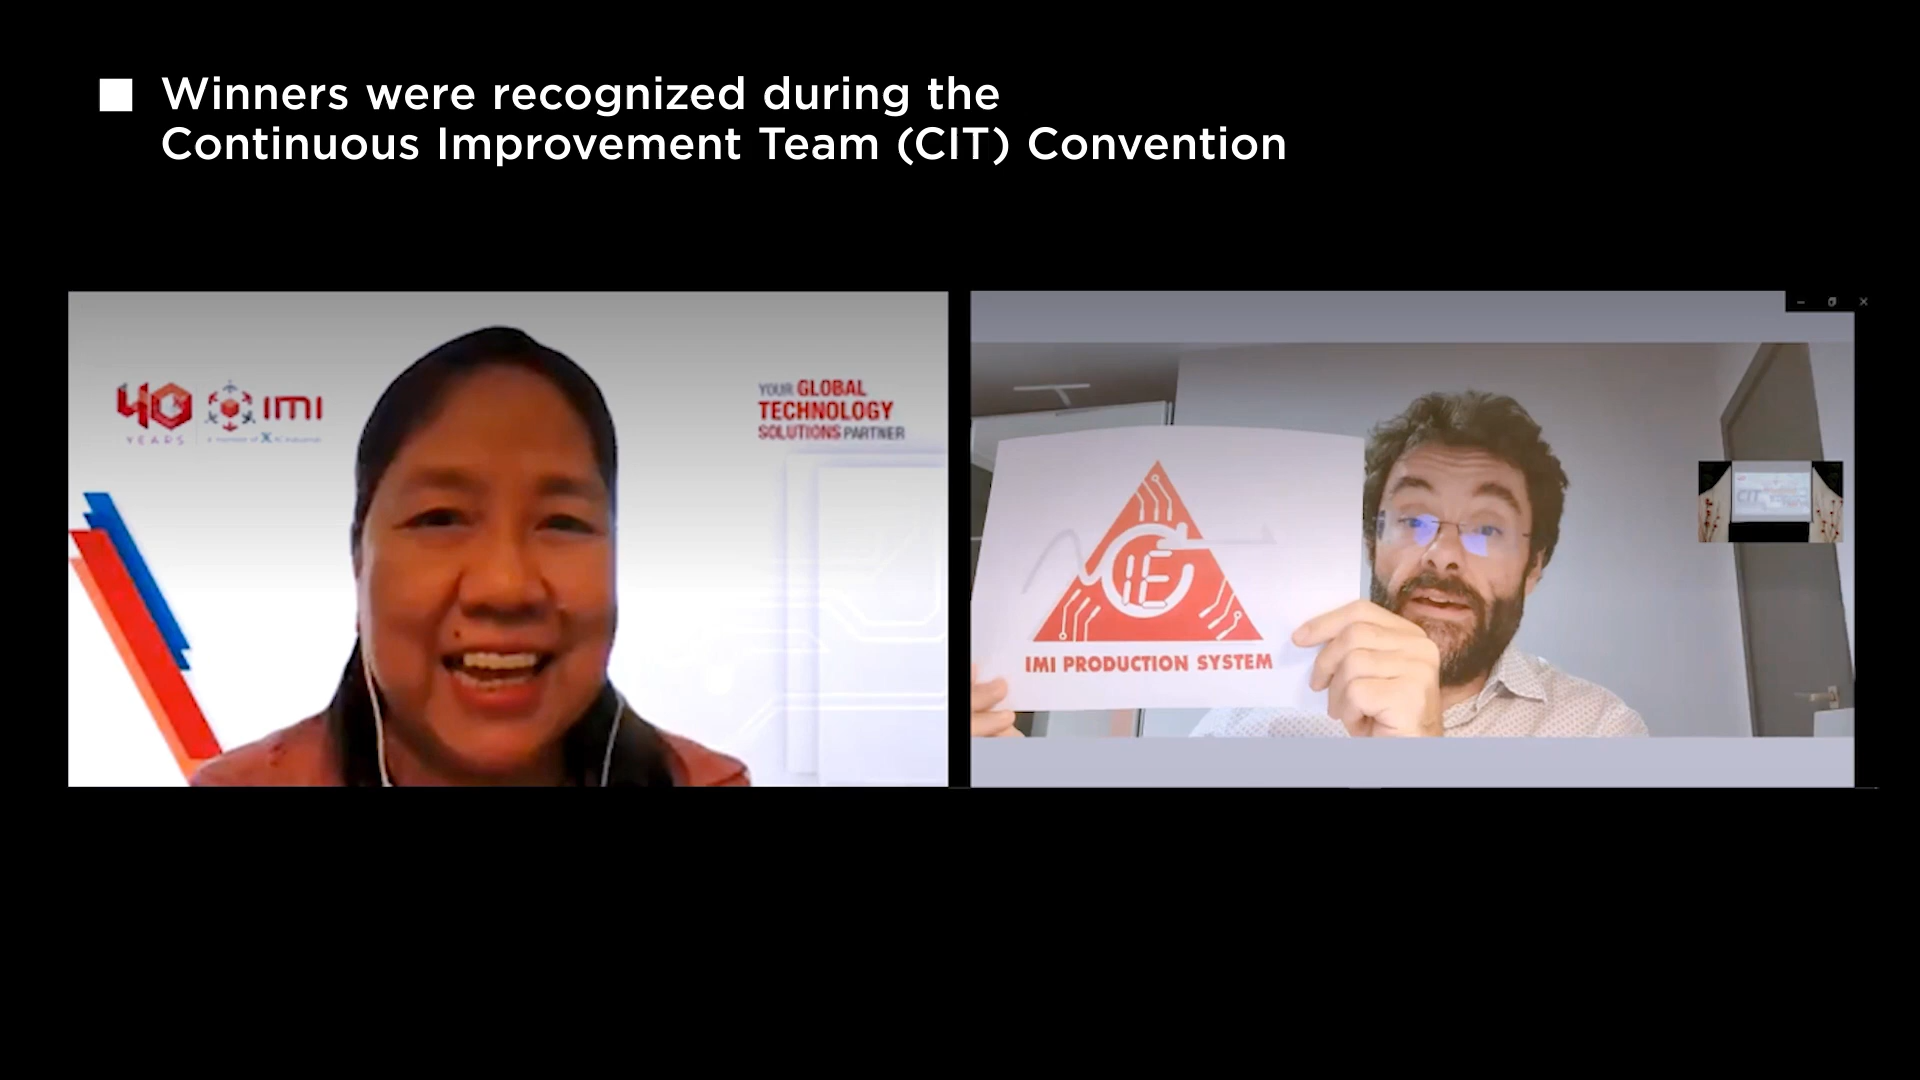 Winners were recognized during the
Continuous Improvement Team (CIT) Convention
40
YEARS
IMI
YOUR GLOBAL
TECHNOLOGY
SOLUTIONS PARTNER
IE
IMI PRODUCTION SYSTEM
CIT